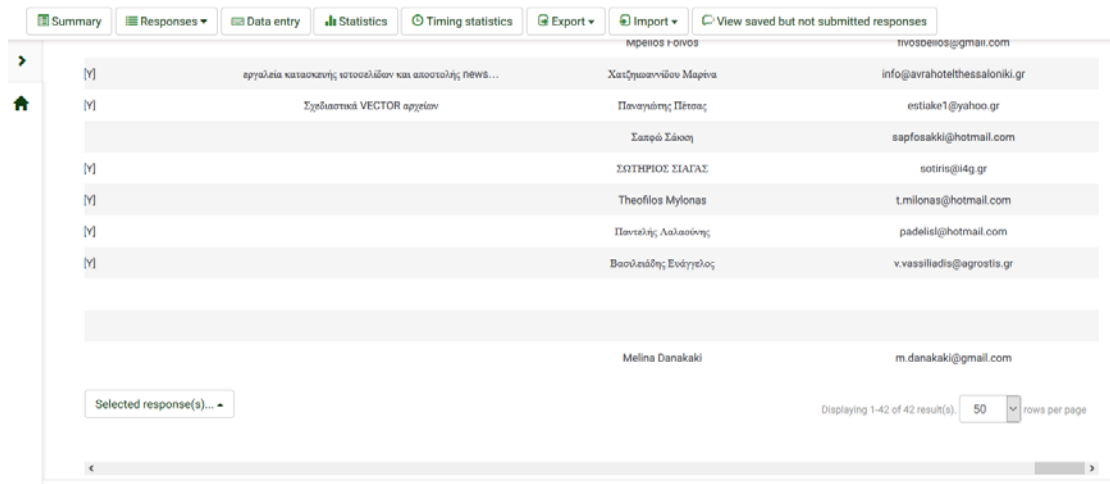 Summary Responses Data entry Statistics Timing statistics Export Import View saved but not submitted responses
Mpellos Foivos fivosbellos@gmail.com
[Y] εργαλεία κατασκευής ιστοσελίδων και αποστολής news... Χατζηιωαννίδου Μαρίνα info@avrahotelthessaloniki.gr
[Y] Σχεδιαστικά VECTOR αρχείων Παναγιώτης Πέτσας estiake1@yahoo.gr
Σαπφώ Σάκκη sapfosakki@hotmail.com
[Y] ΣΩΤΗΡΙΟΣ ΣΙΑΓΑΣ sotiris@i4g.gr
[Y] Theofilos Mylonas t.milonas@hotmail.com
[Y] Παντελής Λαλαούνης padelisl@hotmail.com
[Y] Βασιλειάδης Ευάγγελος v.vassiliadis@agrostis.gr
Melina Danakaki m.danakaki@gmail.com
Selected response(s)...
Displaying 1-42 of 42 result(s). 50 rows per page